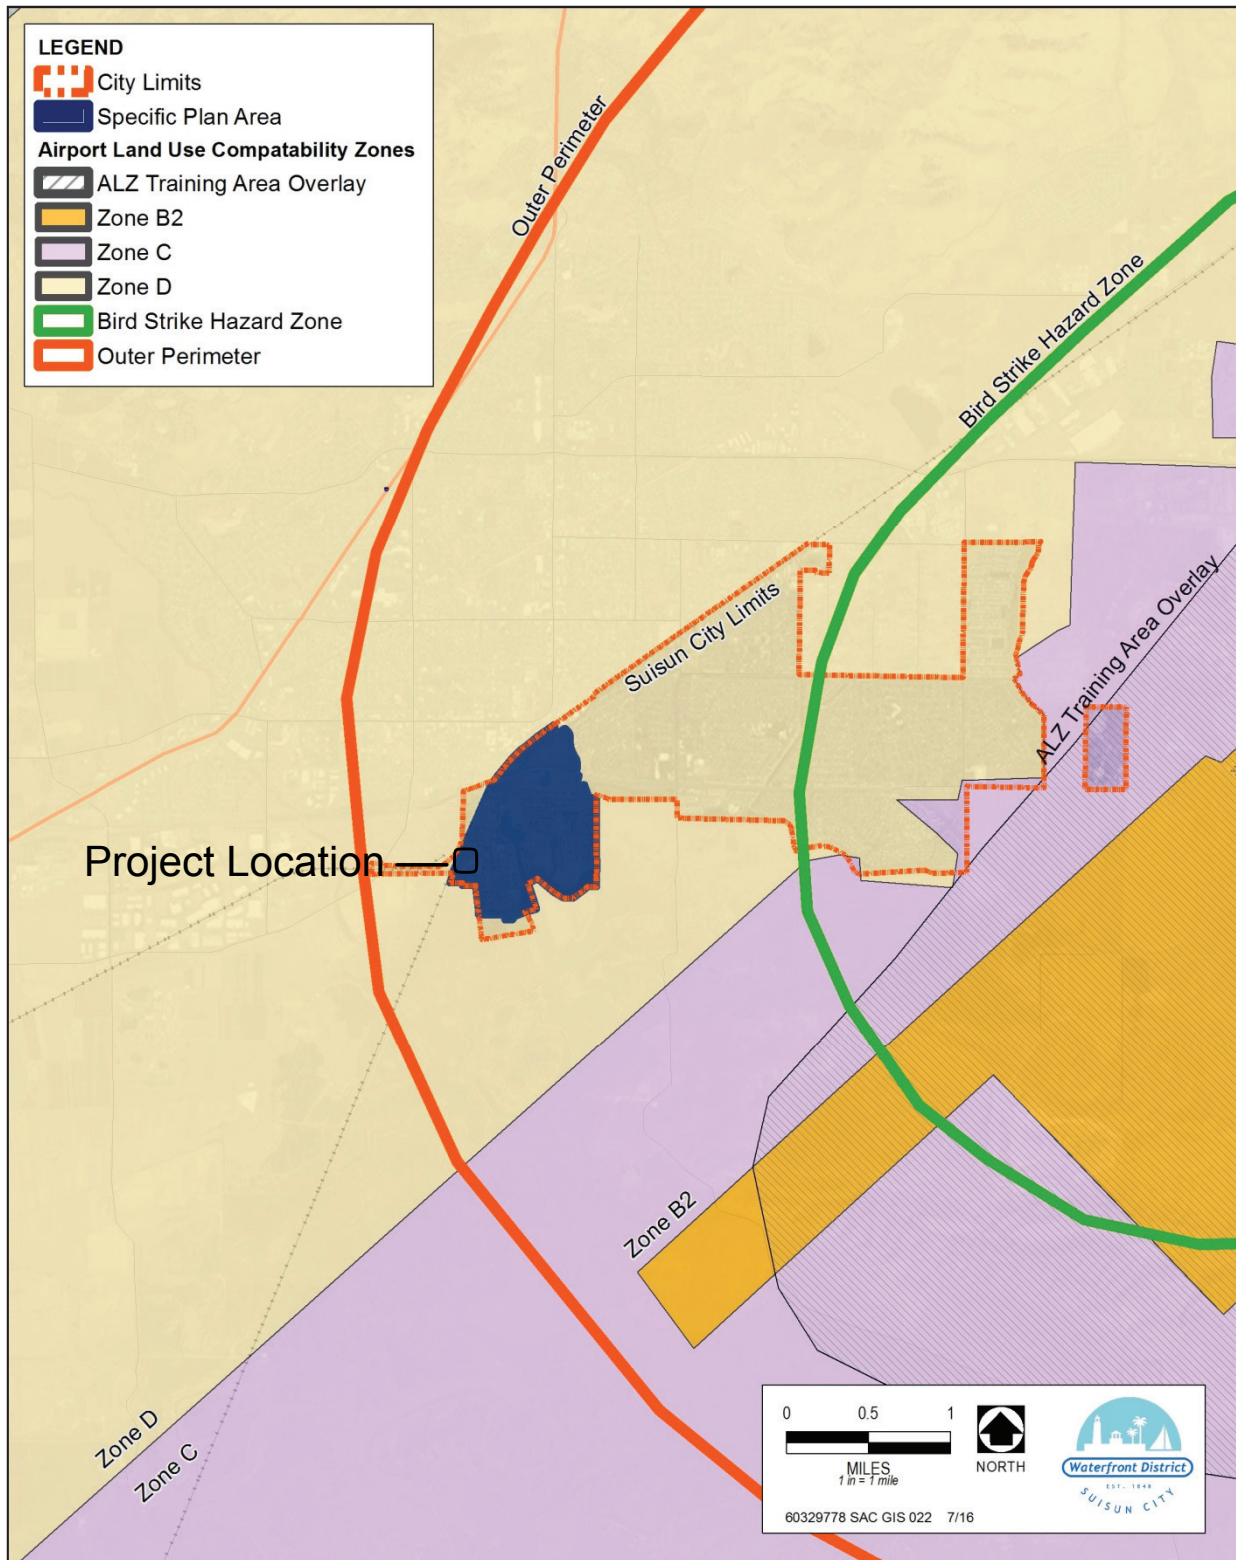 LEGEND
City Limits
Specific Plan Area
Airport Land Use Compatability Zones
ALZ Training Area Overlay
Zone B2
Zone C
Zone D
Bird Strike Hazard Zone
Outer Perimeter
Outer Perimeter
Bird Strike Hazard Zone
Suisun City Limits
ALZ Training Area Overlay
Project Location
Zone B2
Zone D
Zone C
0 0.5 1
MILES
1 in = 1 mile
NORTH
60329778 SAC GIS 022 7/16
Waterfront District
EST. 1848
SUISUN CITY